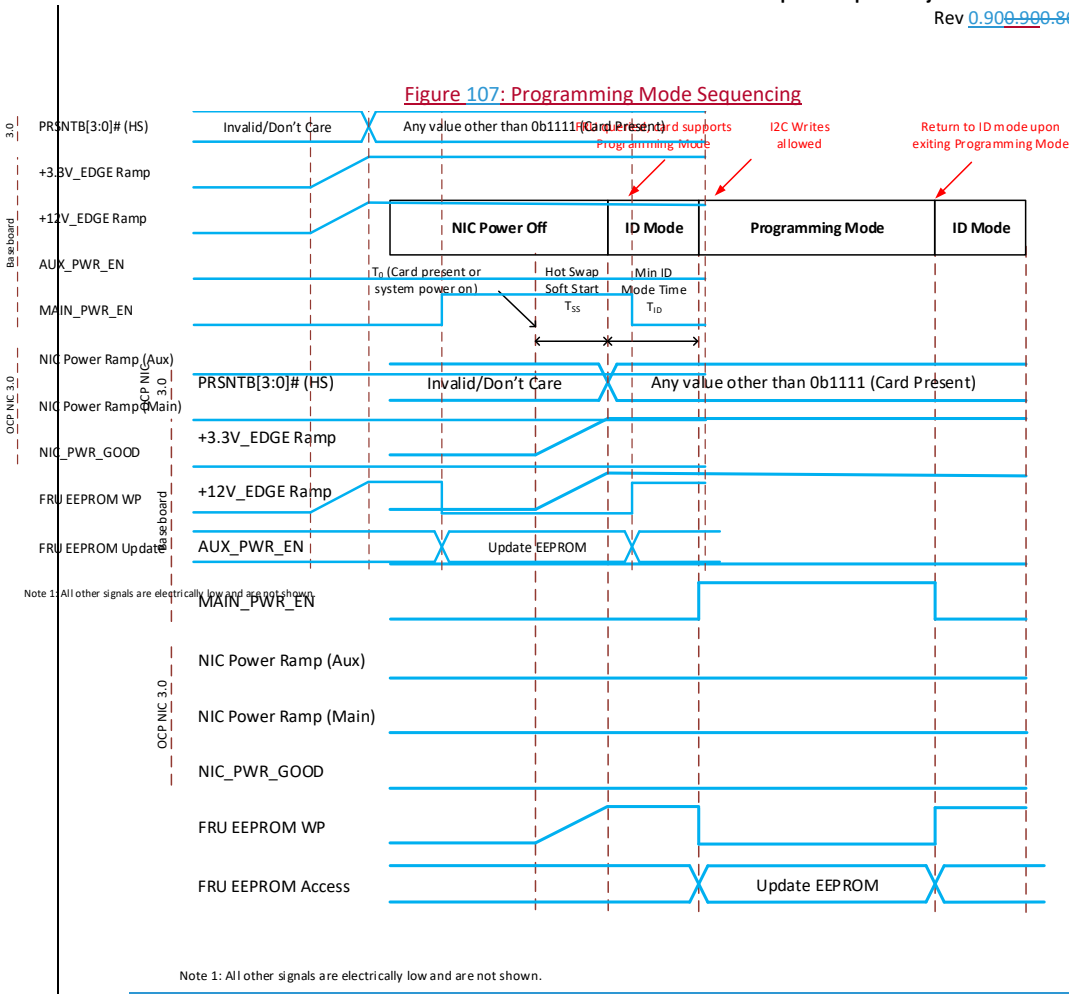 Rev 0.900.900.86
Figure 107: Programming Mode Sequencing
3.0
PRSNTB[3:0]# (HS)
Invalid/Don't Care
Any value other than 0b1111 (Card Present)
card supports
Programming Mode
I2C Writes
allowed
Return to ID mode upon
exiting Programming Mode
+3.3V_EDGE Ramp
+12V_EDGE Ramp
Baseboard
NIC Power Off
ID Mode
Programming Mode
ID Mode
AUX_PWR_EN
T0 (Card present or
system power on)
Hot Swap
Soft Start
TSS
Min ID
Mode Time
TID
MAIN_PWR_EN
NIC Power Ramp (Aux)
OCP NIC
3.0
PRSNTB[3:0]# (HS)
Invalid/Don't Care
Any value other than 0b1111 (Card Present)
OCP NIC 3.0
NIC Power Ramp (Main)
+3.3V_EDGE Ramp
NIC_PWR_GOOD
+12V_EDGE Ramp
FRU EEPROM WP
Baseboard
FRU EEPROM Update
AUX_PWR_EN
Update EEPROM
Note 1: All other signals are electrically low and are not shown.
MAIN_PWR_EN
NIC Power Ramp (Aux)
OCP NIC 3.0
NIC Power Ramp (Main)
NIC_PWR_GOOD
FRU EEPROM WP
FRU EEPROM Access
Update EEPROM
Note 1: All other signals are electrically low and are not shown.